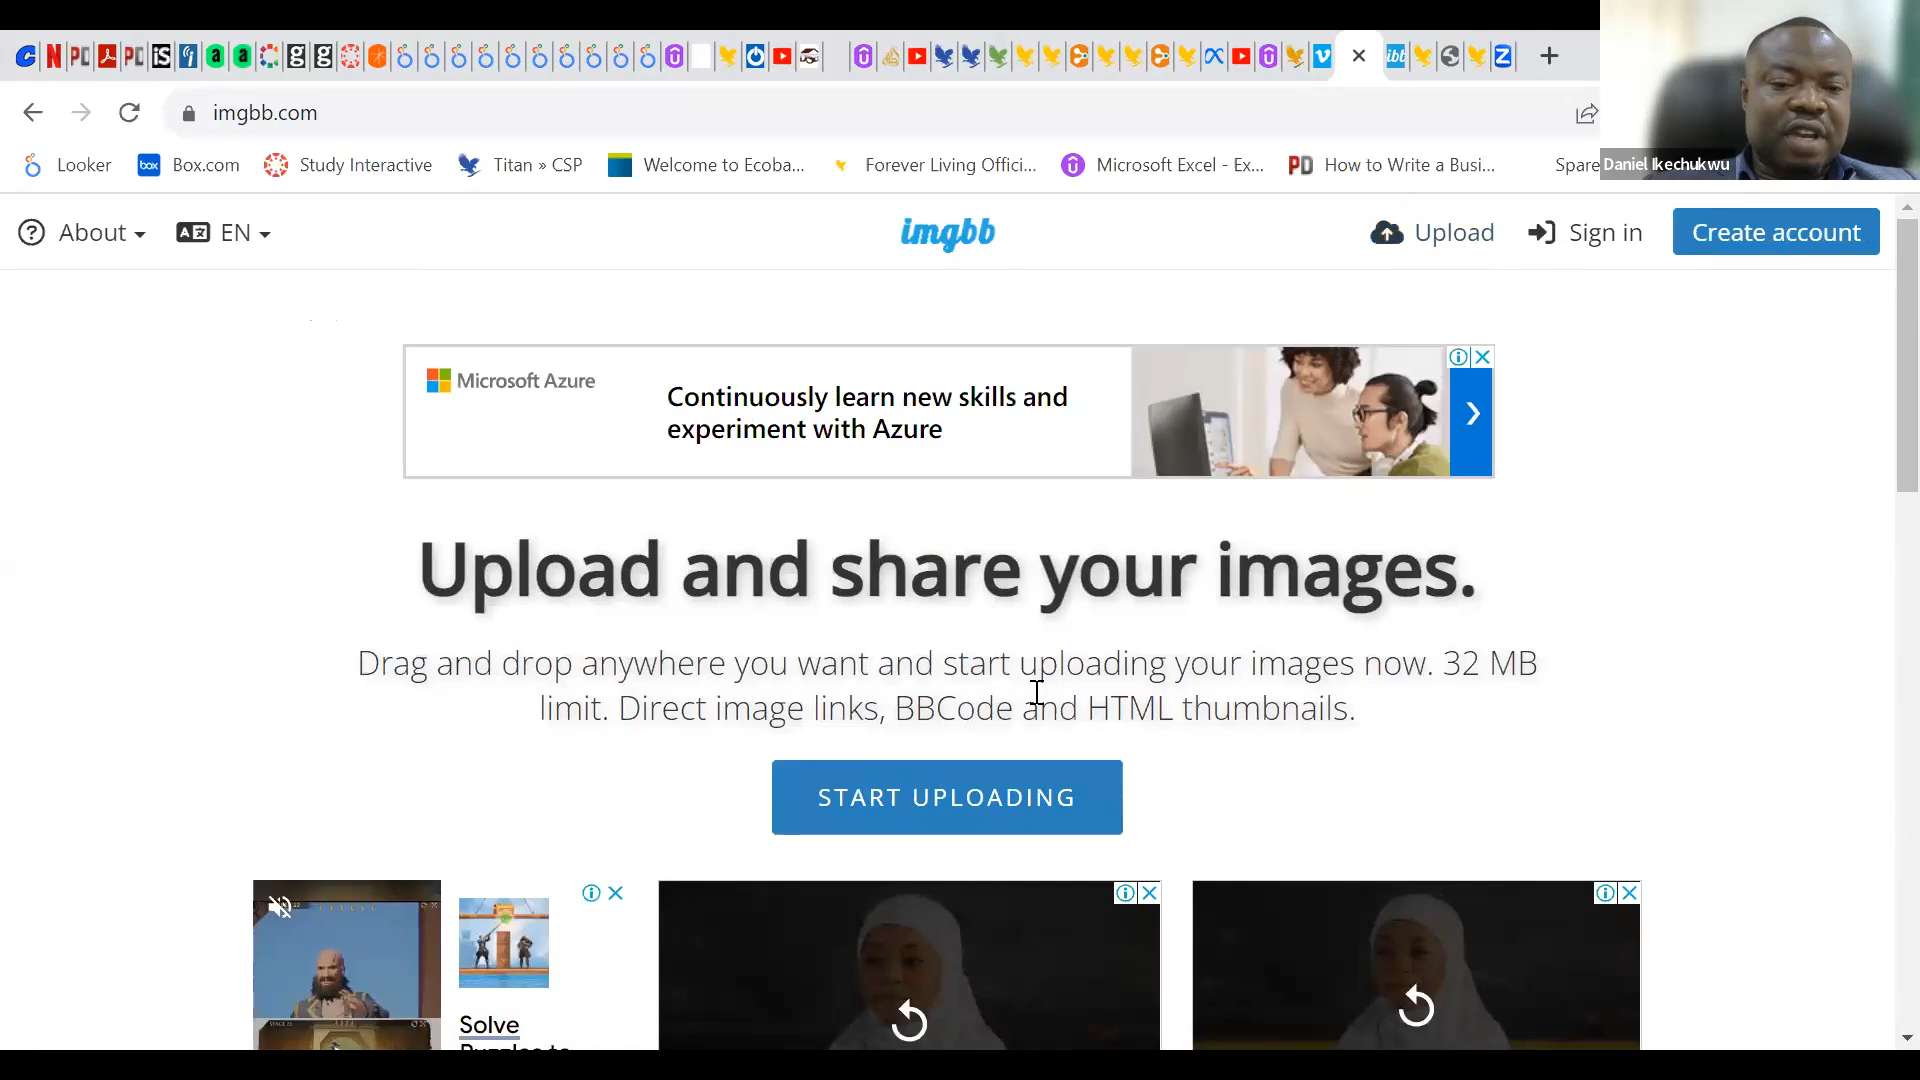 imgbb.com
Daniel Ikechukwu
Looker
box
Box.com
Study Interactive
Titan » CSP
Welcome to Ecoba...
Forever Living Offici...
Microsoft Excel - Ex...
PD
How to Write a Busi...
Spare
About
EN
imgbb
Upload
Sign in
Create account
Microsoft Azure
Continuously learn new skills and
experiment with Azure
Upload and share your images.
Drag and drop anywhere you want and start uploading your images now. 32 MB
limit. Direct image links, BBCode and HTML thumbnails.
START UPLOADING
Solve